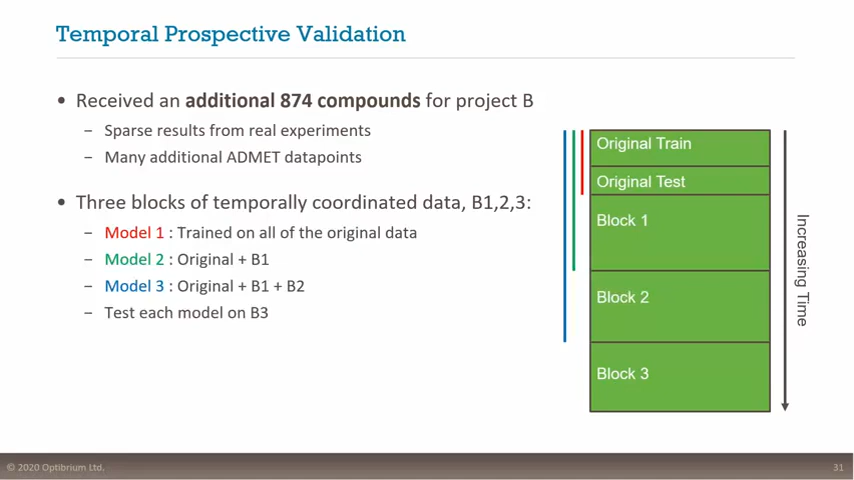 Temporal Prospective Validation
• Received an additional 874 compounds for project B
– Sparse results from real experiments
– Many additional ADMET datapoints
• Three blocks of temporally coordinated data, B1,2,3:
– Model 1 : Trained on all of the original data
– Model 2 : Original + B1
– Model 3 : Original + B1 + B2
– Test each model on B3
Original Train
Original Test
Block 1
Block 2
Block 3
Increasing Time
© 2020 Optibrium Ltd.
31